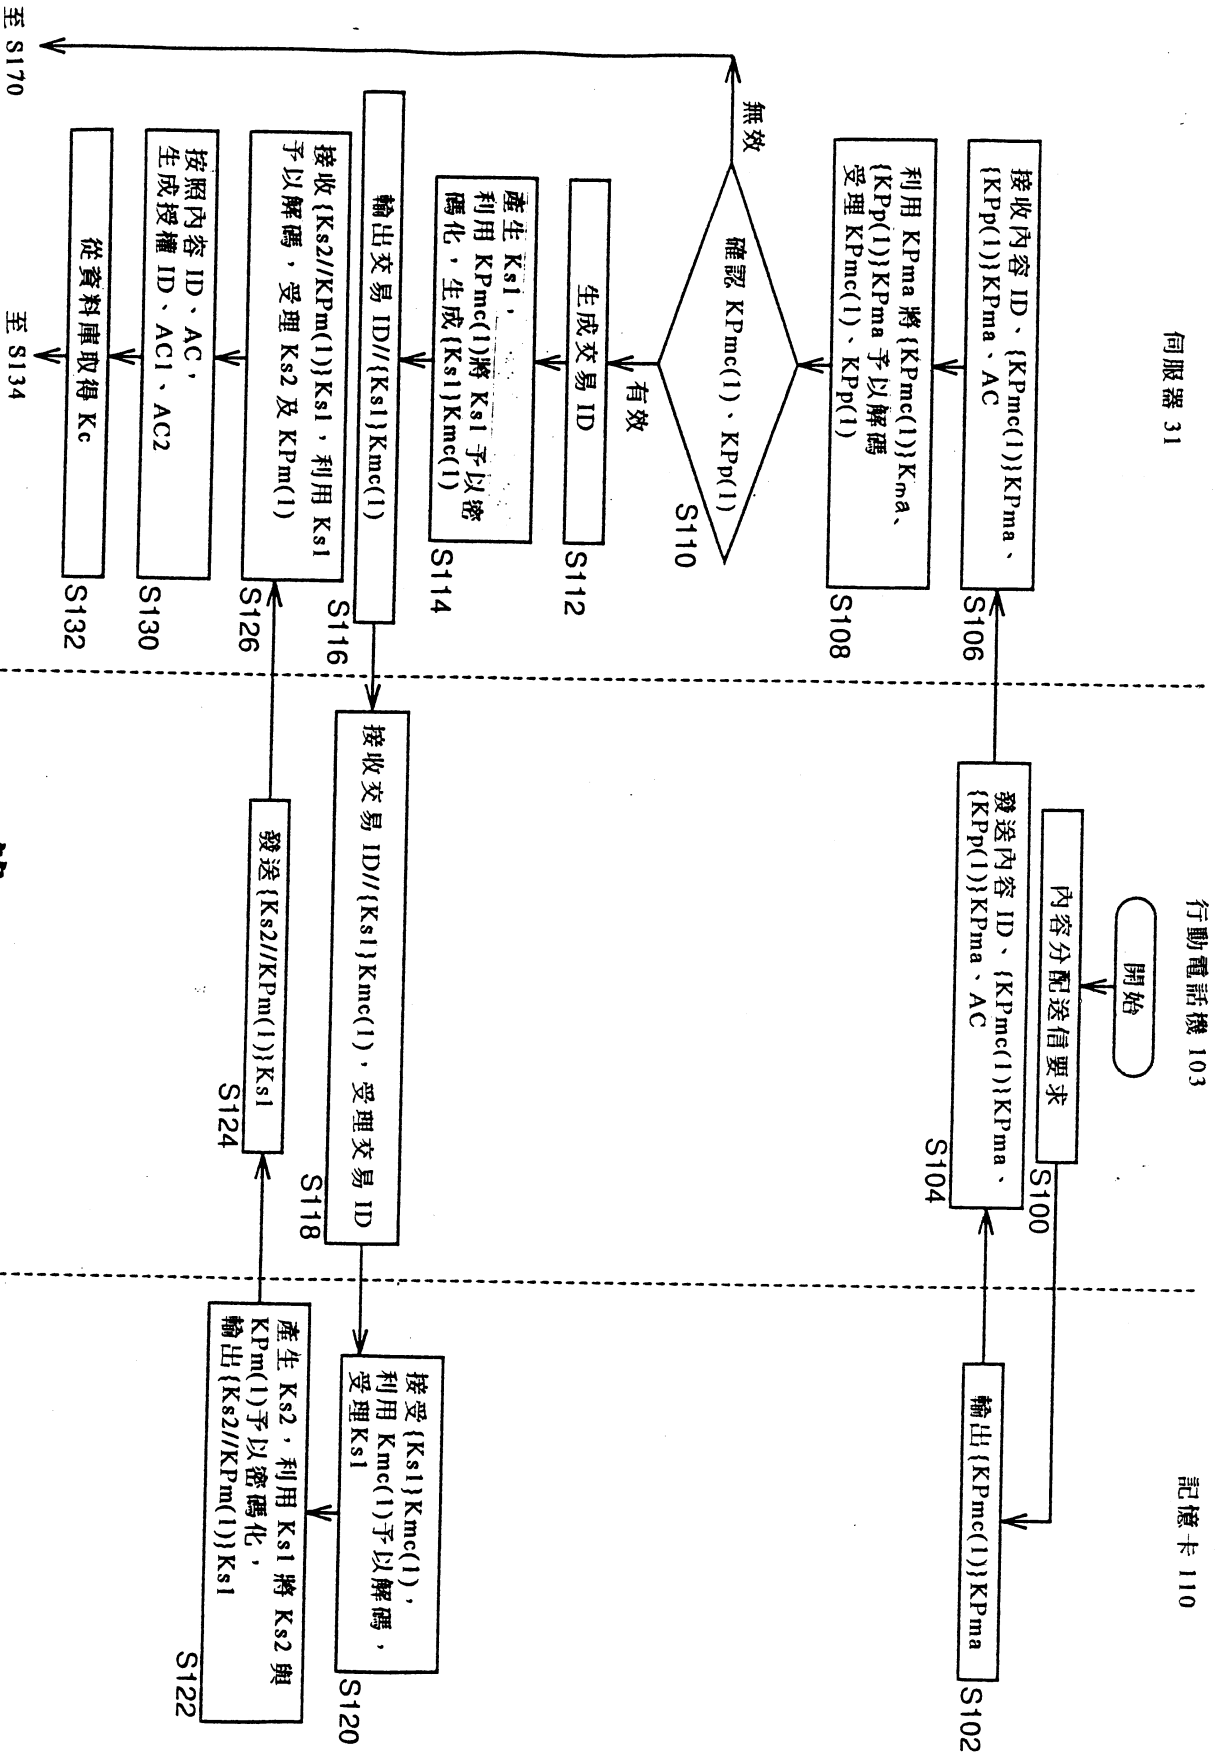 伺服器 31
行動電話機 103
記憶卡 110
開始
內容分配送信要求
S100
輸出{KPmc(1)}KPma
S102
發送內容 ID、{KPmc(1)}KPma、
{KPp(1)}KPma、AC
S104
接收內容 ID、{KPmc(1)}KPma、
{KPp(1)}KPma、AC
S106
利用 KPma 將{KPmc(1)}Kma、
{KPp(1)}KPma 予以解碼
受理 KPmc(1)、KPp(1)
S108
確認 KPmc(1)、KPp(1)
S110
無效
有效
生成交易 ID
S112
產生 Ks1,
利用 KPmc(1)將 Ks1 予以密
碼化,生成{Ks1}Kmc(1)
S114
輸出交易 ID//{Ks1}Kmc(1)
S116
接收交易 ID//{Ks1}Kmc(1),受理交易 ID
S118
接受{Ks1}Kmc(1),
利用 Kmc(1)予以解碼,
受理Ks1
S120
產生 Ks2,利用 Ks1 將 Ks2 與
KPm(1)予以密碼化,
輸出{Ks2//KPm(1)}Ks1
S122
發送{Ks2//KPm(1)}Ks1
S124
接收{Ks2//KPm(1)}Ks1,利用 Ks1
予以解碼,受理 Ks2 及 KPm(1)
S126
按照內容 ID、AC,
生成授權 ID、AC1、AC2
S130
從資料庫取得 Kc
S132
至 S170
至 S134